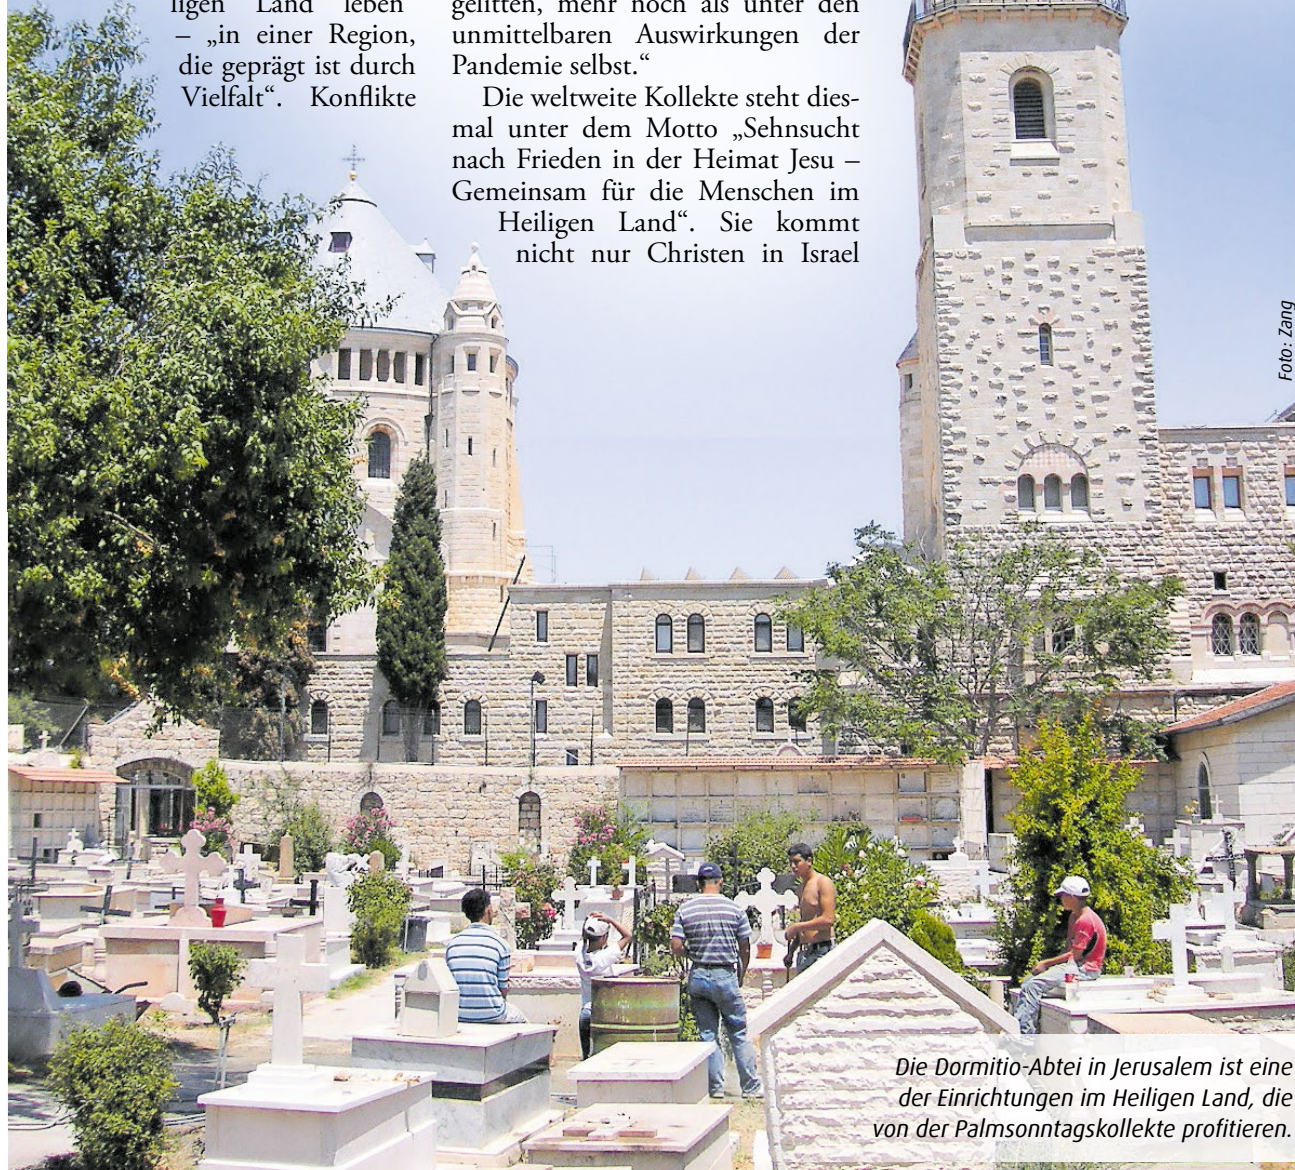 ligen Land leben
– „in einer Region,
die geprägt ist durch
Vielfalt“. Konflikte
gelitten, mehr noch als unter den
unmittelbaren Auswirkungen der
Pandemie selbst.“
Die weltweite Kollekte steht dies-
mal unter dem Motto „Sehnsucht
nach Frieden in der Heimat Jesu –
Gemeinsam für die Menschen im
Heiligen Land“. Sie kommt
nicht nur Christen in Israel
Foto: Zang
Die Dormitio-Abtei in Jerusalem ist eine
der Einrichtungen im Heiligen Land, die
von der Palmsonntagskollekte profitieren.